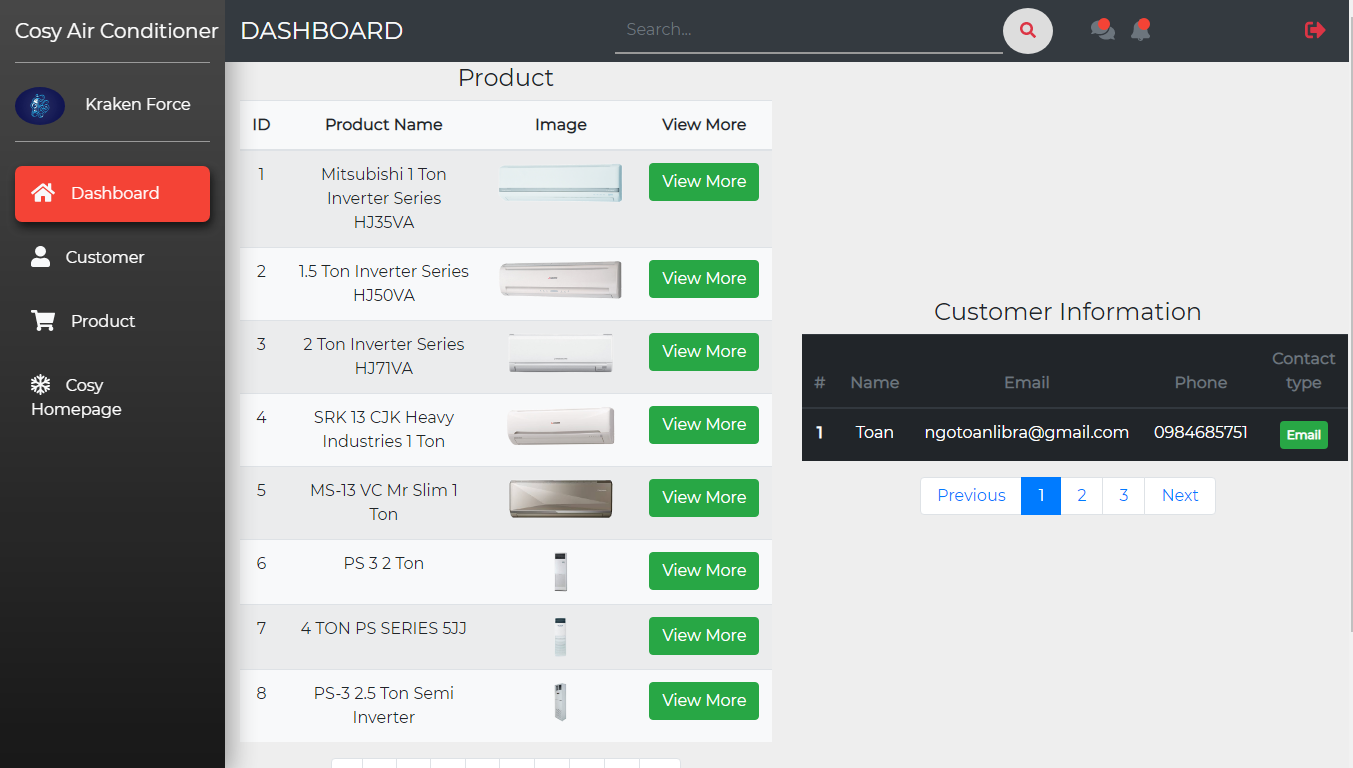 Cosy Air Conditioner
DASHBOARD
Search...
Kraken Force
Dashboard
Customer
Product
Cosy
Homepage
Product
ID Product Name Image View More
1 Mitsubishi 1 Ton View More
Inverter Series
HJ35VA
2 1.5 Ton Inverter Series View More
HJ50VA
3 2 Ton Inverter Series View More
HJ71VA
4 SRK 13 CJK Heavy View More
Industries 1 Ton
5 MS-13 VC Mr Slim 1 View More
Ton
6 PS 3 2 Ton View More
7 4 TON PS SERIES 5JJ View More
8 PS-3 2.5 Ton Semi View More
Inverter
Customer Information
# Name Email Phone Contact
type
1 Toan ngotoanlibra@gmail.com 0984685751 Email
Previous 1 2 3 Next